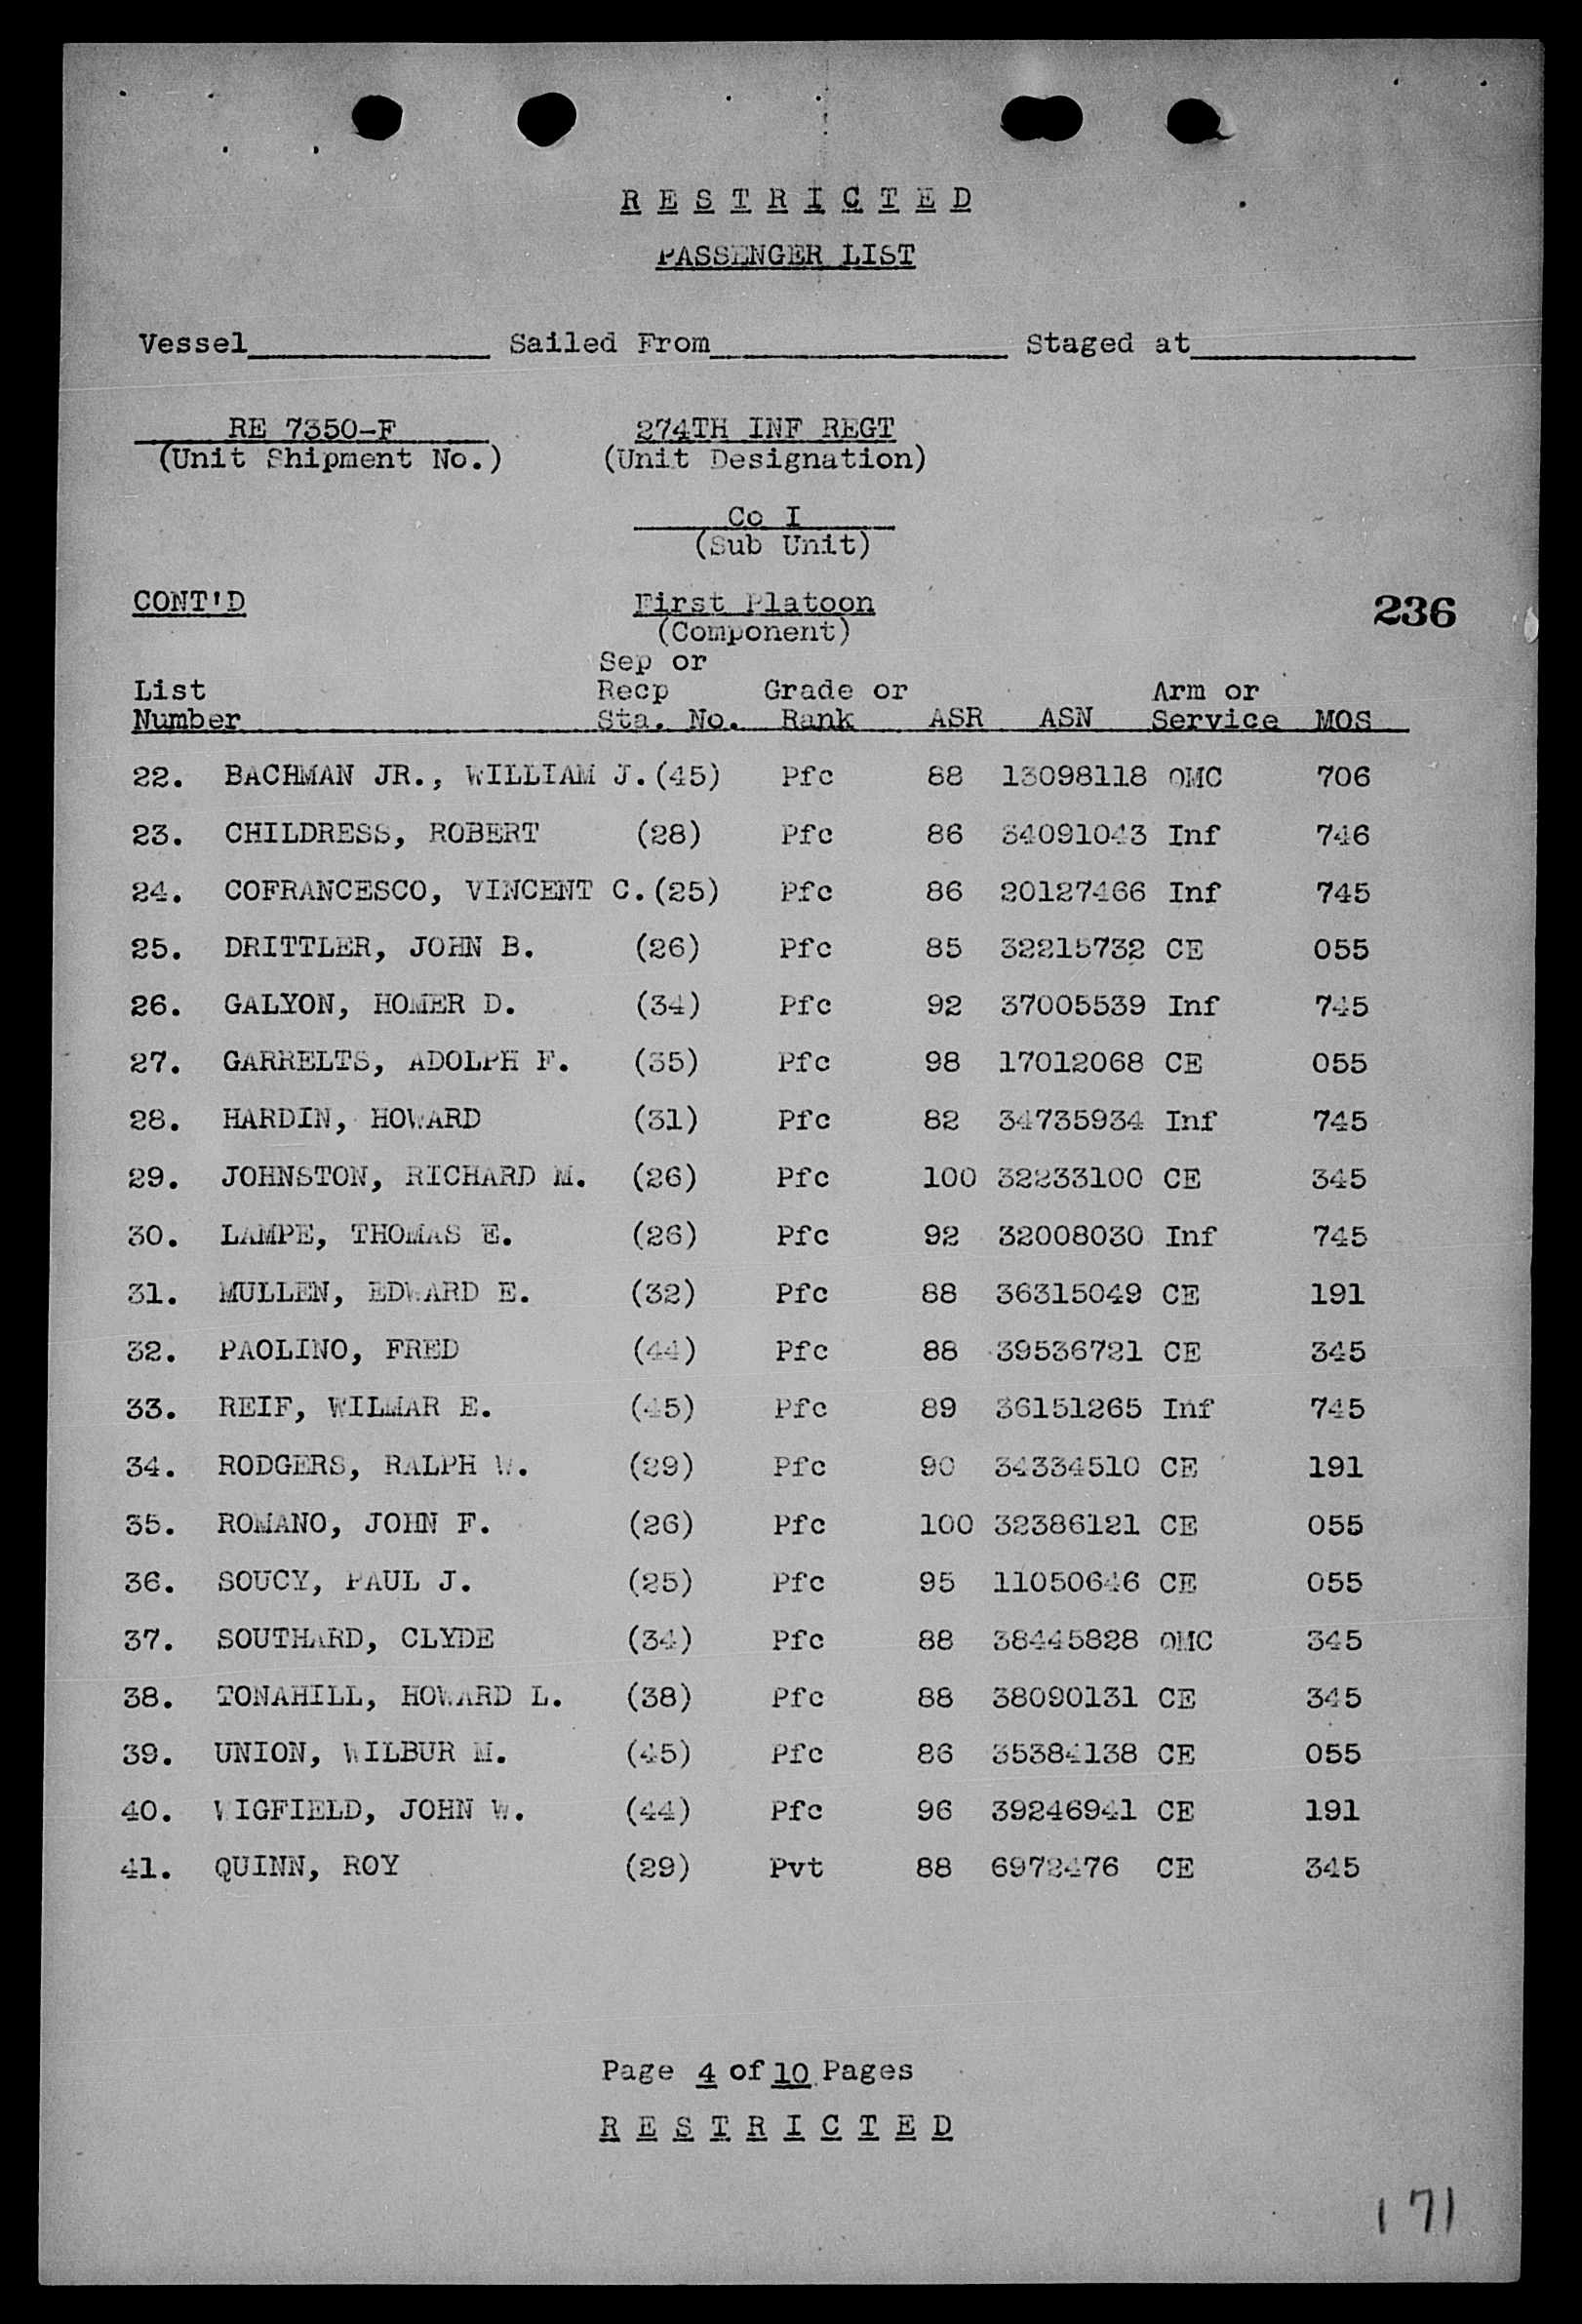 R E S T R I C T E D
PASSENGER LIST
Vessel Sailed From Staged at
RE 7350-F 274TH INF REGT
(Unit Shipment No.) (Unit Designation)
Co I
(Sub Unit)
CONT'D First Platoon 236
(Component)
Sep or
List Recp Grade or Arm or
Number Sta. No. Rank ASR ASN Service MOS
22. BACHMAN JR., WILLIAM J.(45) Pfc 88 13098118 QMC 706
23. CHILDRESS, ROBERT (28) Pfc 86 34091043 Inf 746
24. COFRANCESCO, VINCENT C.(25) Pfc 86 20127466 Inf 745
25. DRITTLER, JOHN B. (26) Pfc 85 32215732 CE 055
26. GALYON, HOMER D. (34) Pfc 92 37005539 Inf 745
27. GARRELTS, ADOLPH F. (35) Pfc 98 17012068 CE 055
28. HARDIN, HOWARD (31) Pfc 82 34735934 Inf 745
29. JOHNSTON, RICHARD M. (26) Pfc 100 32233100 CE 345
30. LAMPE, THOMAS E. (26) Pfc 92 32008030 Inf 745
31. MULLEN, EDWARD E. (32) Pfc 88 36315049 CE 191
32. PAOLINO, FRED (44) Pfc 88 39536721 CE 345
33. REIF, WILMAR E. (45) Pfc 89 36151265 Inf 745
34. RODGERS, RALPH W. (29) Pfc 90 34334510 CE 191
35. ROMANO, JOHN F. (26) Pfc 100 32386121 CE 055
36. SOUCY, PAUL J. (25) Pfc 95 11050646 CE 055
37. SOUTHARD, CLYDE (34) Pfc 88 38445828 QMC 345
38. TONAHILL, HOWARD L. (38) Pfc 88 38090131 CE 345
39. UNION, WILBUR M. (45) Pfc 86 35384138 CE 055
40. WIGFIELD, JOHN W. (44) Pfc 96 39246941 CE 191
41. QUINN, ROY (29) Pvt 88 6972476 CE 345
Page 4 of 10 Pages
R E S T R I C T E D
171